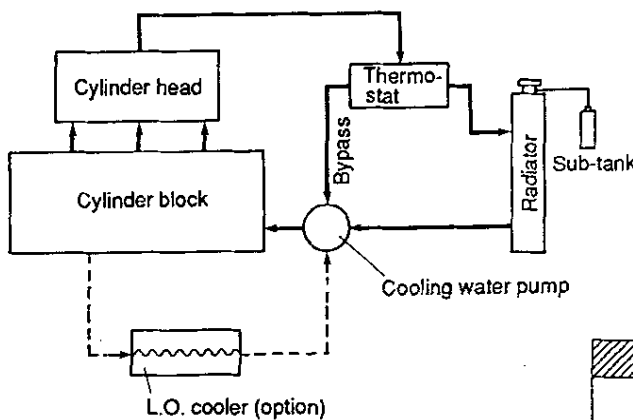 Cylinder head
Thermo-
stat
Bypass
Radiator
Sub-tank
Cylinder block
Cooling water pump
L.O. cooler (option)